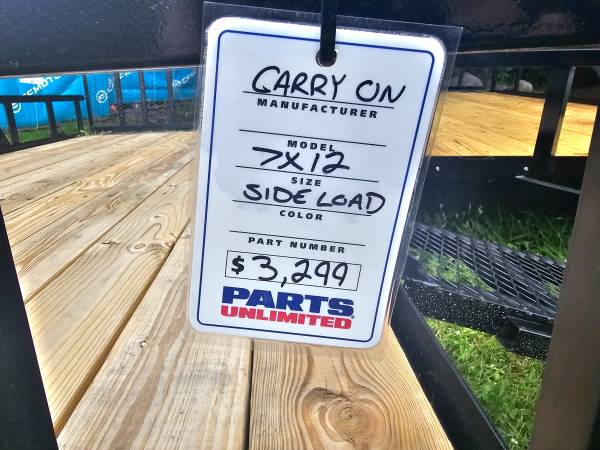 CARRY ON
MANUFACTURER
MODEL
7X12
SIZE
SIDE LOAD
COLOR
PART NUMBER
$3,299
PARTS
UNLIMITED